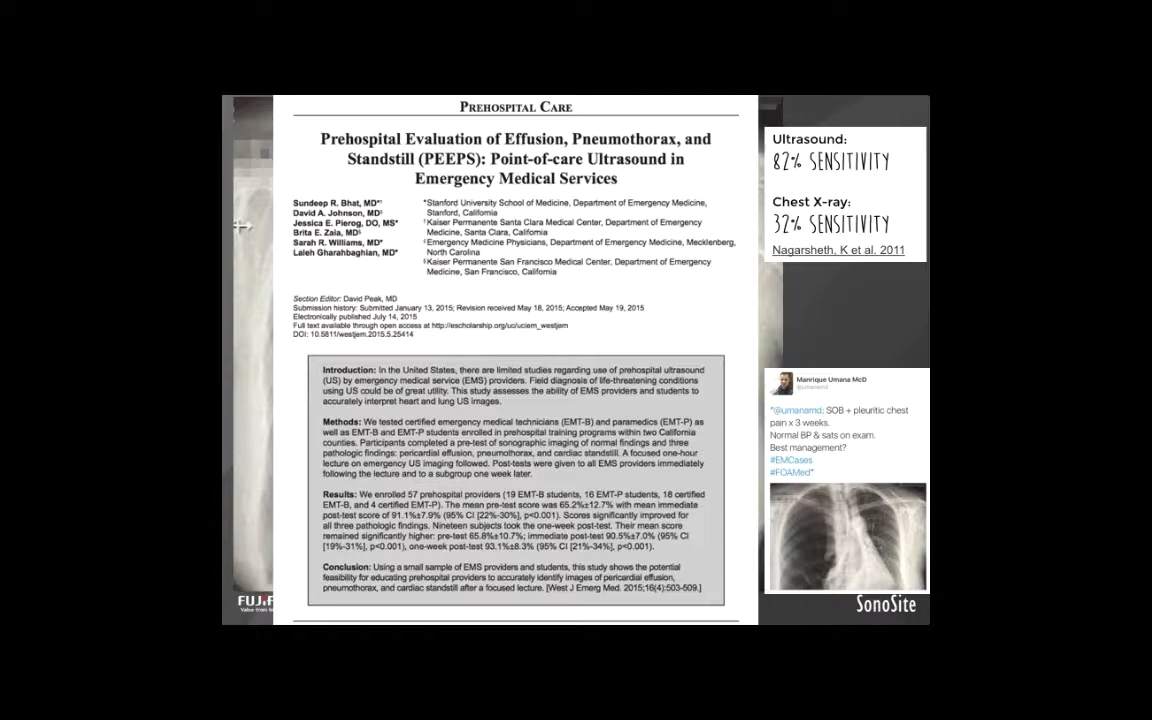 PREHOSPITAL CARE
Prehospital Evaluation of Effusion, Pneumothorax, and
Standstill (PEEPS): Point-of-care Ultrasound in
Emergency Medical Services
Sundeep R. Bhat, MD*†
David A. Johnson, MD‡
Jessica E. Pierog, DO, MS*
Brita E. Zaia, MD§
Sarah R. Williams, MD*
Laleh Gharahbaghian, MD*
*Stanford University School of Medicine, Department of Emergency Medicine,
Stanford, California
†Kaiser Permanente Santa Clara Medical Center, Department of Emergency
Medicine, Santa Clara, California
‡Emergency Medicine Physicians, Department of Emergency Medicine, Mecklenberg,
North Carolina
§Kaiser Permanente San Francisco Medical Center, Department of Emergency
Medicine, San Francisco, California
Section Editor: David Peak, MD
Submission history: Submitted January 13, 2015; Revision received May 18, 2015; Accepted May 19, 2015
Electronically published July 14, 2015
Full text available through open access at http://escholarship.org/uc/uciem_westjem
DOI: 10.5811/westjem.2015.5.25414
Introduction: In the United States, there are limited studies regarding use of prehospital ultrasound
(US) by emergency medical service (EMS) providers. Field diagnosis of life-threatening conditions
using US could be of great utility. This study assesses the ability of EMS providers and students to
accurately interpret heart and lung US images.
Methods: We tested certified emergency medical technicians (EMT-B) and paramedics (EMT-P) as
well as EMT-B and EMT-P students enrolled in prehospital training programs within two California
counties. Participants completed a pre-test of sonographic imaging of normal findings and three
pathologic findings: pericardial effusion, pneumothorax, and cardiac standstill. A focused one-hour
lecture on emergency US imaging followed. Post-tests were given to all EMS providers immediately
following the lecture and to a subgroup one week later.
Results: We enrolled 57 prehospital providers (19 EMT-B students, 16 EMT-P students, 18 certified
EMT-B, and 4 certified EMT-P). The mean pre-test score was 65.2%±12.7% with mean immediate
post-test score of 91.1%±7.9% (95% CI [22%-30%], p<0.001). Scores significantly improved for
all three pathologic findings. Nineteen subjects took the one-week post-test. Their mean score
remained significantly higher: pre-test 65.8%±10.7%; immediate post-test 90.5%±7.0% (95% CI
[19%-31%], p<0.001), one-week post-test 93.1%±8.3% (95% CI [21%-34%], p<0.001).
Conclusion: Using a small sample of EMS providers and students, this study shows the potential
feasibility for educating prehospital providers to accurately identify images of pericardial effusion,
pneumothorax, and cardiac standstill after a focused lecture. [West J Emerg Med. 2015;16(4):503-509.]
Ultrasound:
82% SENSITIVITY
Chest X-ray:
32% SENSITIVITY
Nagarsheth, K et al. 2011
Manrique Umana McD
@umanamd
"@umanamd: SOB + pleuritic chest
pain x 3 weeks.
Normal BP & sats on exam.
Best management?
#EMCases
#FOAMed"
FUJIF
Value from
SonoSite